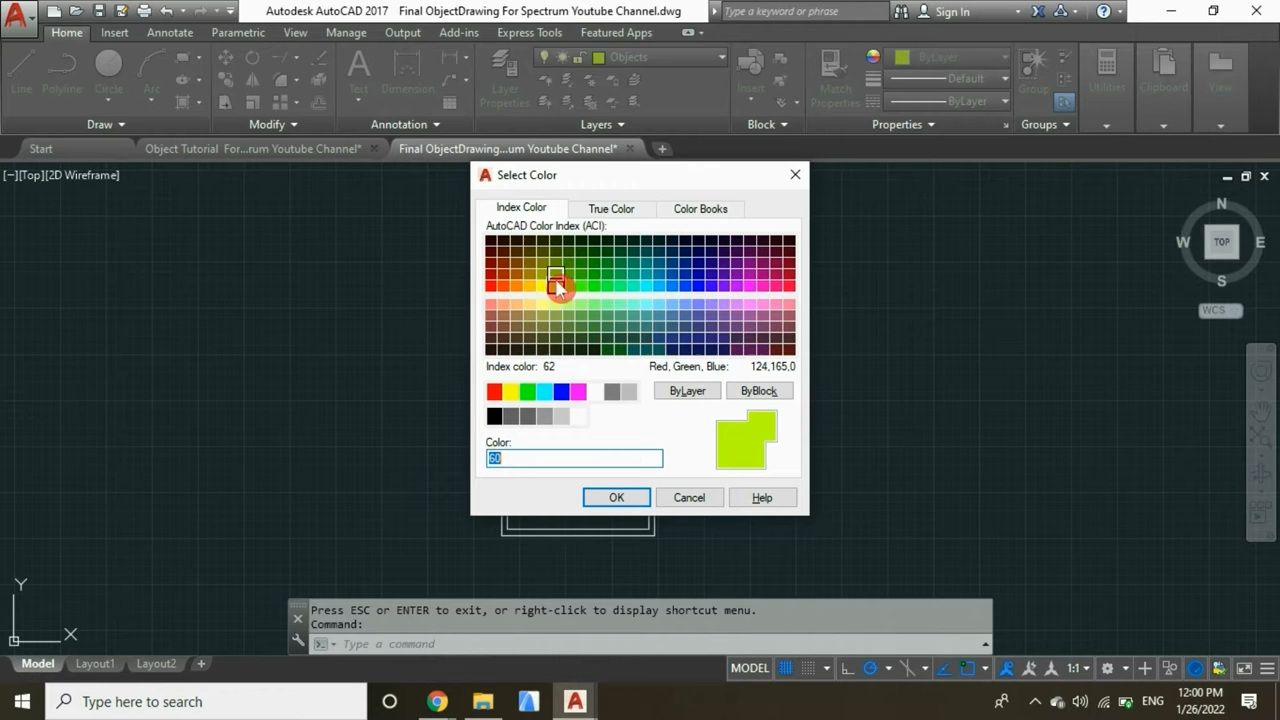 Autodesk AutoCAD 2017 Final ObjectDrawing For Spectrum Youtube Channel.dwg
Type a keyword or phrase
Sign In
Home Insert Annotate Parametric View Manage Output Add-ins Express Tools Featured Apps
Objects
ByLayer
Default
ByLayer
Line Polyline Circle Arc Text Dimension Layer Properties Insert Match Properties Group Utilities Clipboard View
Draw Modify Annotation Layers Block Properties Groups
Start Object Tutorial For...rum Youtube Channel* Final ObjectDrawing...um Youtube Channel*
[−][Top][2D Wireframe]
Select Color
Index Color True Color Color Books
AutoCAD Color Index (ACI):
Index color: 62 Red, Green, Blue: 124,165,0
ByLayer ByBlock
Color:
60
OK Cancel Help
N
W TOP E
S
WCS
Y
X
Press ESC or ENTER to exit, or right-click to display shortcut menu.
Command:
Type a command
Model Layout1 Layout2 +
MODEL 1:1
Type here to search
ENG
12:00 PM
1/26/2022